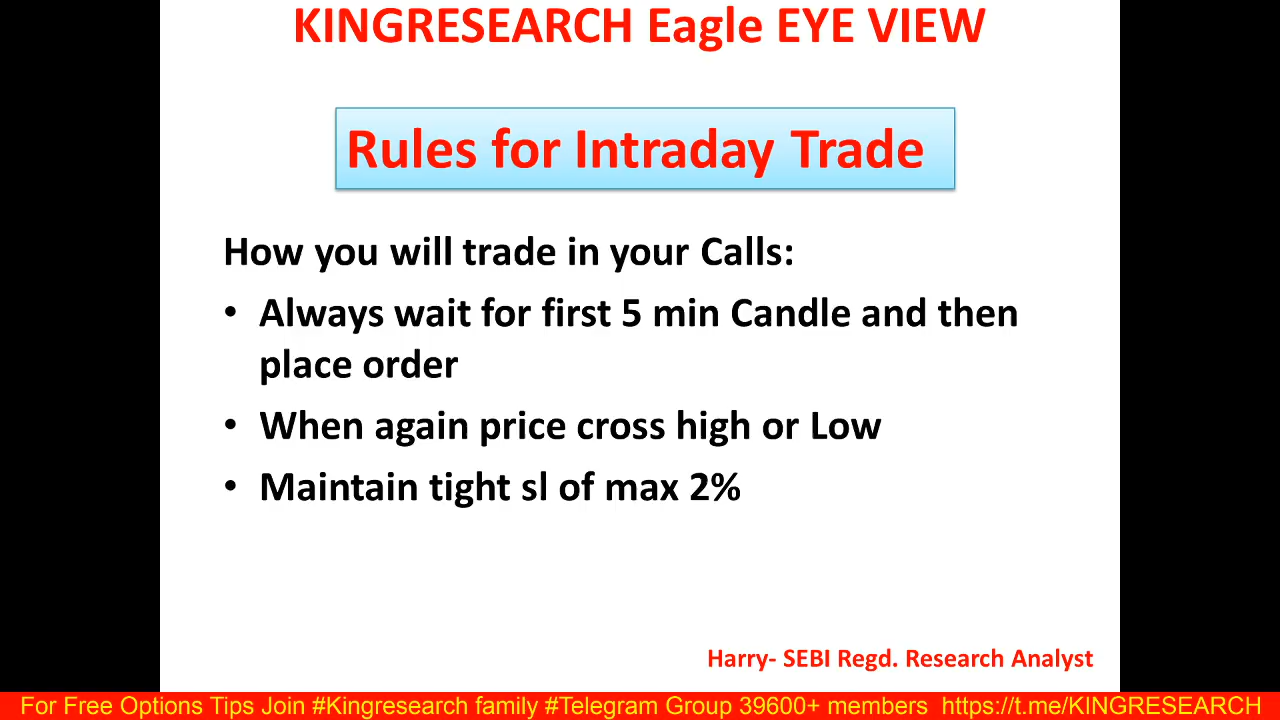 KINGRESEARCH Eagle EYE VIEW
Rules for Intraday Trade
How you will trade in your Calls:
• Always wait for first 5 min Candle and then
place order
• When again price cross high or Low
• Maintain tight sl of max 2%
Harry- SEBI Regd. Research Analyst
For Free Options Tips Join #Kingresearch family #Telegram Group 39600+ members https://t.me/KINGRESEARCH